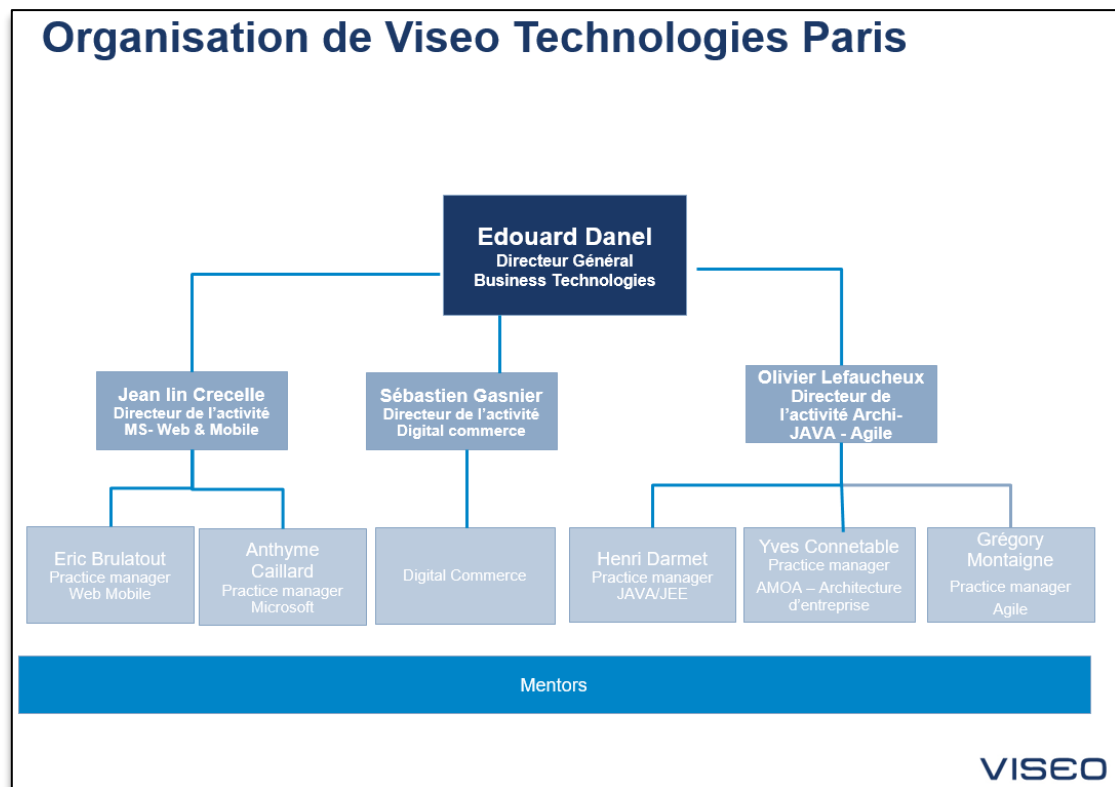 Organisation de Viseo Technologies Paris
Edouard Danel
Directeur Général
Business Technologies
Jean lin Crecelle
Directeur de l'activité
MS- Web & Mobile
Sébastien Gasnier
Directeur de l'activité
Digital commerce
Olivier Lefaucheux
Directeur de
l'activité Archi-
JAVA - Agile
Eric Brulatout
Practice manager
Web Mobile
Anthyme
Caillard
Practice manager
Microsoft
Digital Commerce
Henri Darmet
Practice manager
JAVA/JEE
Yves Connetable
Practice manager
AMOA – Architecture
d'entreprise
Grégory
Montaigne
Practice manager
Agile
Mentors
VISEO